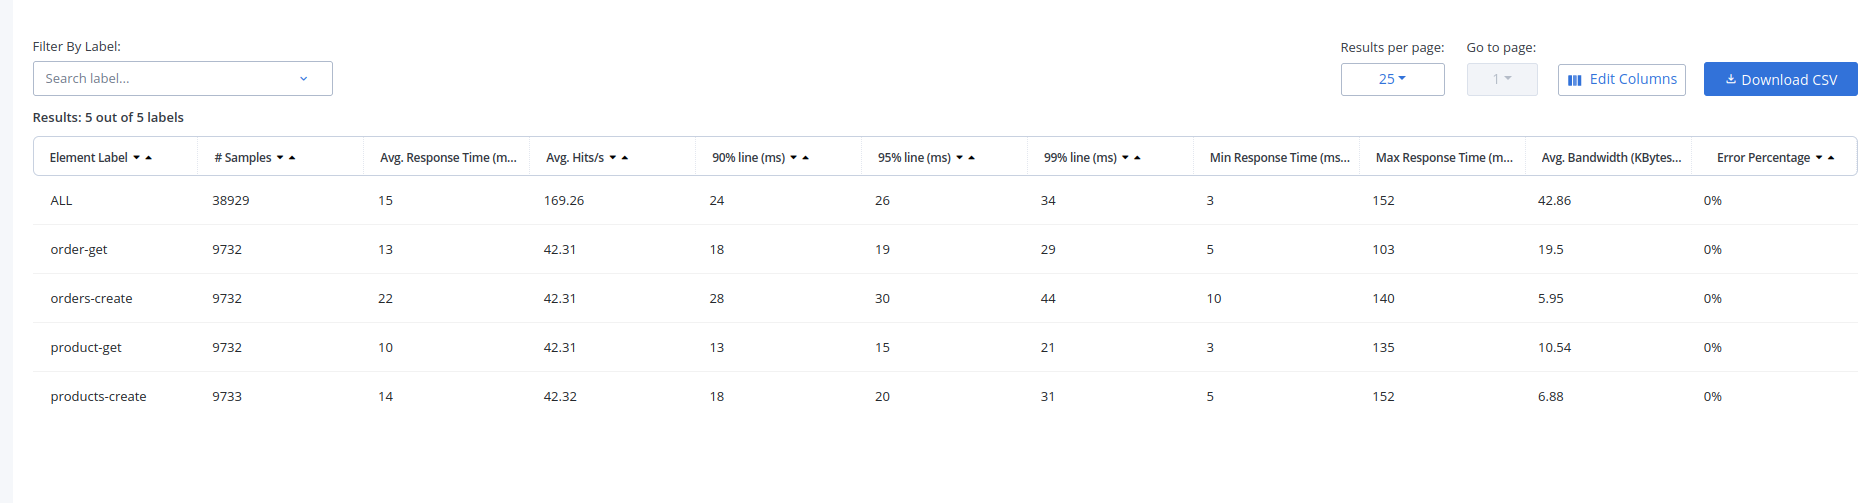 Filter By Label:
Search label...
Results per page:
Go to page:
25
1
Edit Columns
Download CSV
Results: 5 out of 5 labels
Element Label # Samples Avg. Response Time (m... Avg. Hits/s 90% line (ms) 95% line (ms) 99% line (ms) Min Response Time (ms... Max Response Time (m... Avg. Bandwidth (KBytes... Error Percentage
ALL 38929 15 169.26 24 26 34 3 152 42.86 0%
order-get 9732 13 42.31 18 19 29 5 103 19.5 0%
orders-create 9732 22 42.31 28 30 44 10 140 5.95 0%
product-get 9732 10 42.31 13 15 21 3 135 10.54 0%
products-create 9733 14 42.32 18 20 31 5 152 6.88 0%